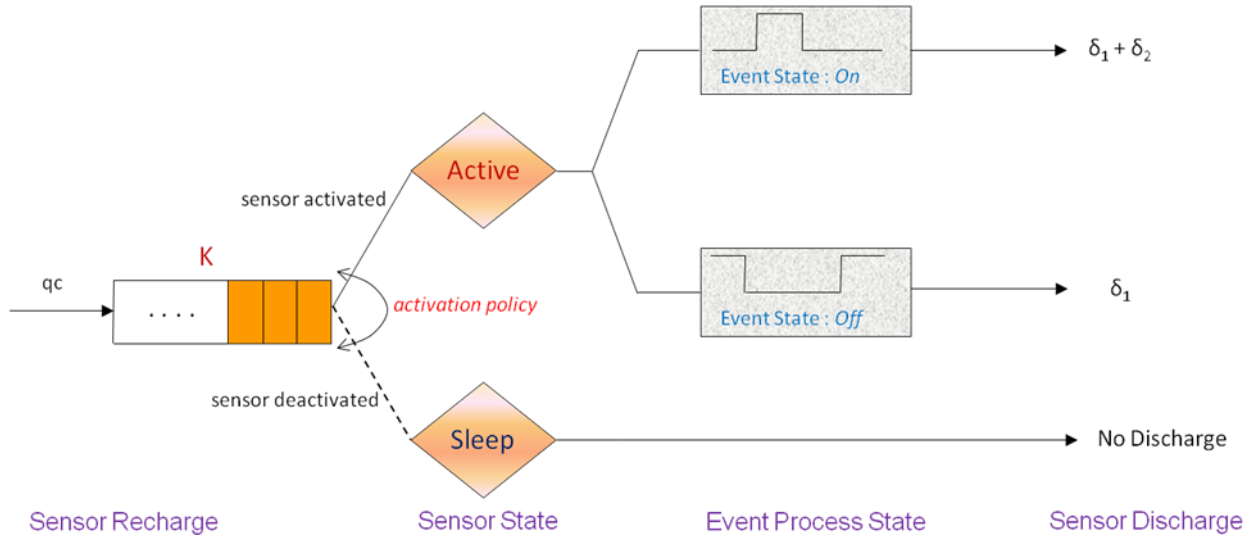 δ1 + δ2
Event State : On
Active
sensor activated
K
qc
. . . .
activation policy
δ1
Event State : Off
sensor deactivated
Sleep
No Discharge
Sensor Recharge
Sensor State
Event Process State
Sensor Discharge